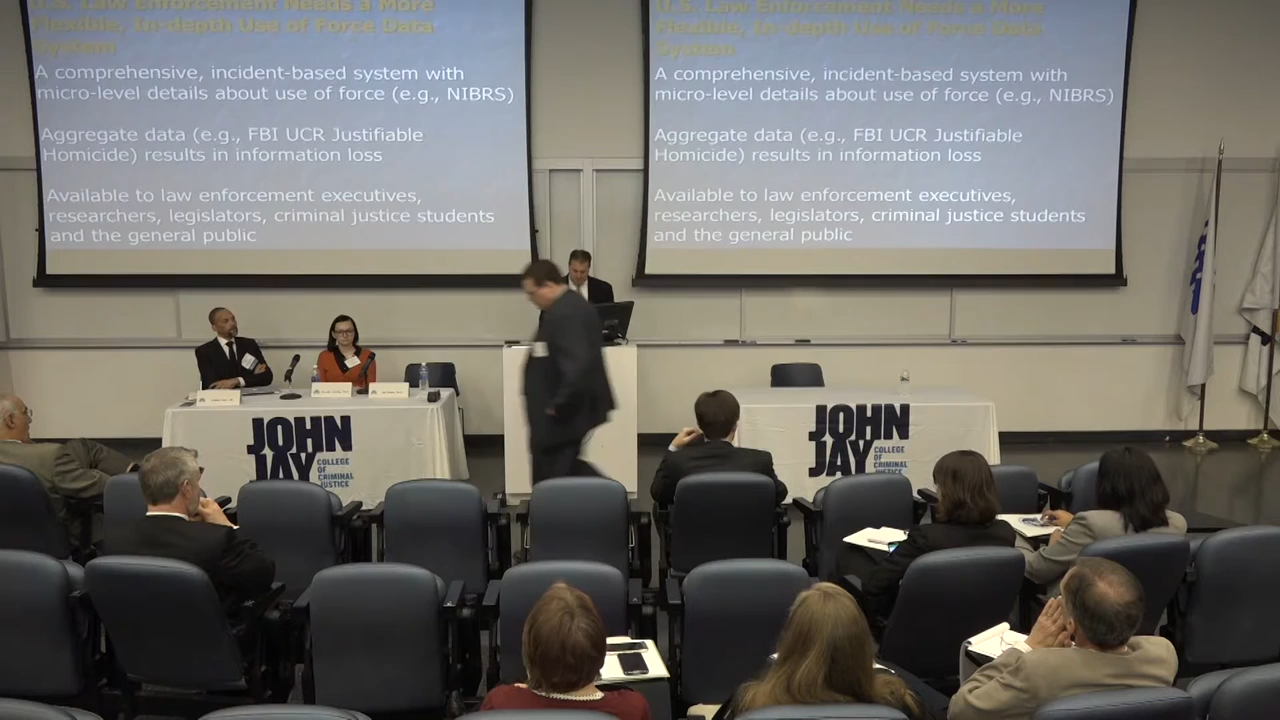 U.S. Law Enforcement Needs a More
Flexible, In-depth Use of Force Data
System
A comprehensive, incident-based system with
micro-level details about use of force (e.g., NIBRS)
Aggregate data (e.g., FBI UCR Justifiable
Homicide) results in information loss
Available to law enforcement executives,
researchers, legislators, criminal justice students
and the general public
U.S. Law Enforcement Needs a More
Flexible, In-depth Use of Force Data
System
A comprehensive, incident-based system with
micro-level details about use of force (e.g., NIBRS)
Aggregate data (e.g., FBI UCR Justifiable
Homicide) results in information loss
Available to law enforcement executives,
researchers, legislators, criminal justice students
and the general public
JOHN
JAY
COLLEGE
OF
CRIMINAL
JUSTICE
JOHN
JAY
COLLEGE
OF
CRIMINAL
JUSTICE